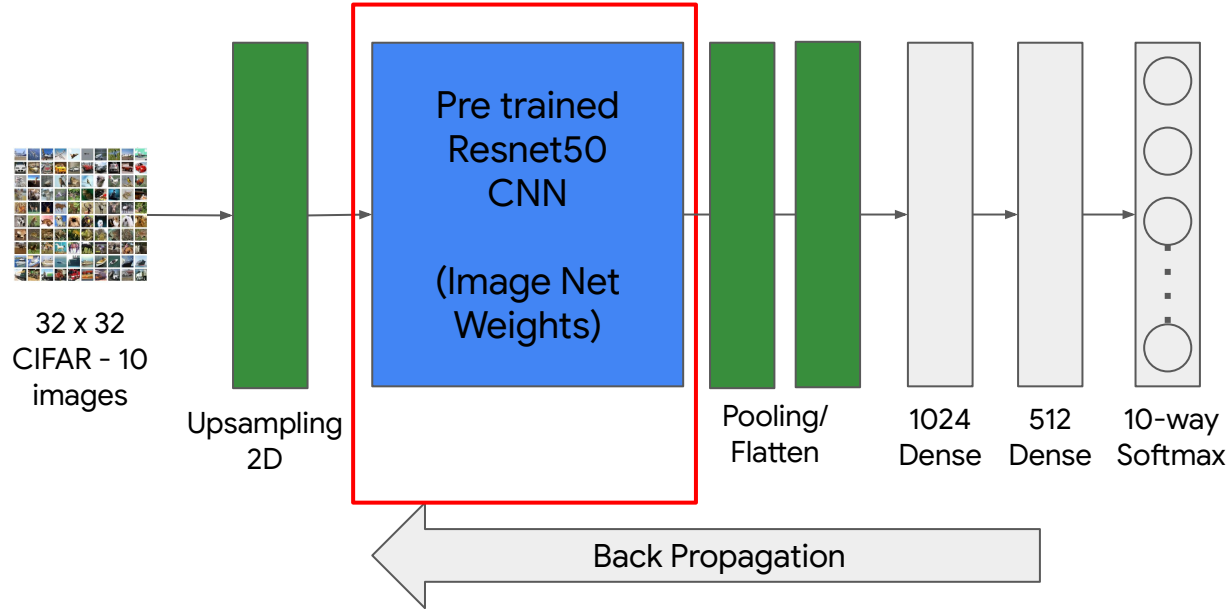 Pre trained
Resnet50
CNN
(Image Net
Weights)
32 x 32
CIFAR - 10
images
Upsampling
2D
Pooling/
Flatten
1024
Dense
512
Dense
10-way
Softmax
Back Propagation